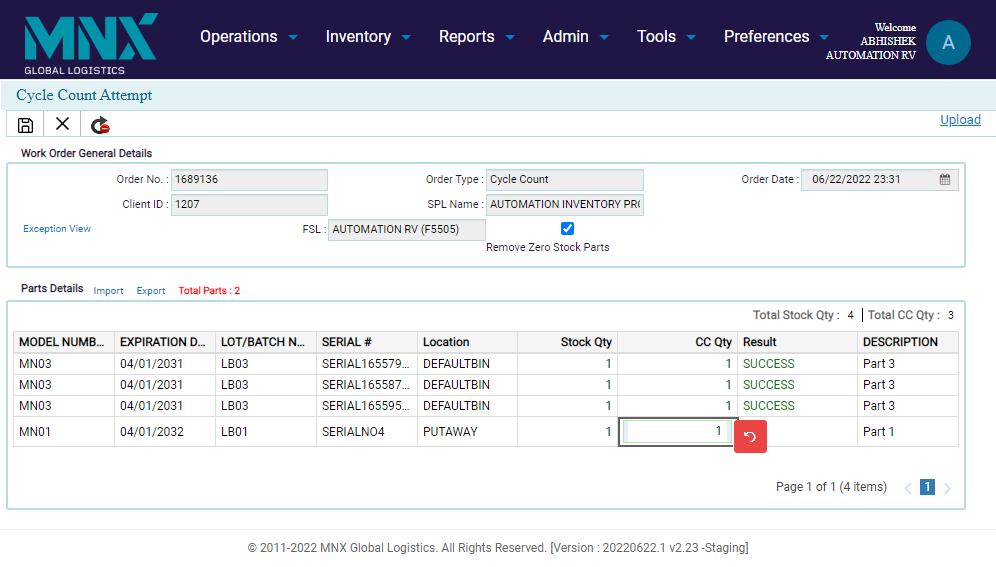 MNX
GLOBAL LOGISTICS
Operations Inventory Reports Admin Tools Preferences
Welcome
ABHISHEK
AUTOMATION RV
A
Cycle Count Attempt
Upload
Work Order General Details
Order No. : 1689136 Order Type : Cycle Count Order Date : 06/22/2022 23:31
Client ID : 1207 SPL Name : AUTOMATION INVENTORY PR
Exception View FSL : AUTOMATION RV (F5505)
Remove Zero Stock Parts
Parts Details Import Export Total Parts : 2
Total Stock Qty : 4 Total CC Qty : 3
MODEL NUMB... EXPIRATION D... LOT/BATCH N... SERIAL # Location Stock Qty CC Qty Result DESCRIPTION
MN03 04/01/2031 LB03 SERIAL165579... DEFAULTBIN 1 1 SUCCESS Part 3
MN03 04/01/2031 LB03 SERIAL165587... DEFAULTBIN 1 1 SUCCESS Part 3
MN03 04/01/2031 LB03 SERIAL165595... DEFAULTBIN 1 1 SUCCESS Part 3
MN01 04/01/2032 LB01 SERIALNO4 PUTAWAY 1 1 Part 1
Page 1 of 1 (4 items) 1
© 2011-2022 MNX Global Logistics. All Rights Reserved. [Version : 20220622.1 v2.23 -Staging]